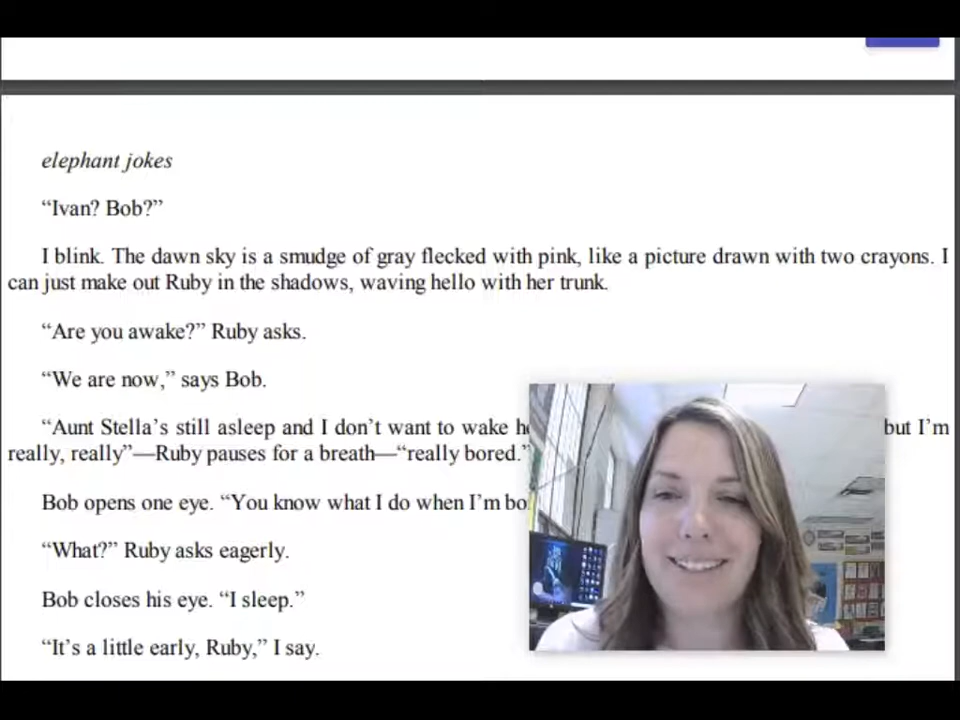 elephant jokes
“Ivan? Bob?”
I blink. The dawn sky is a smudge of gray flecked with pink, like a picture drawn with two crayons. I
can just make out Ruby in the shadows, waving hello with her trunk.
“Are you awake?” Ruby asks.
“We are now,” says Bob.
“Aunt Stella’s still asleep and I don’t want to wake but I’m
really, really”—Ruby pauses for a breath—“really bored.”
Bob opens one eye. “You know what I do when I’m
“What?” Ruby asks eagerly.
Bob closes his eye. “I sleep.”
“It’s a little early, Ruby,” I say.